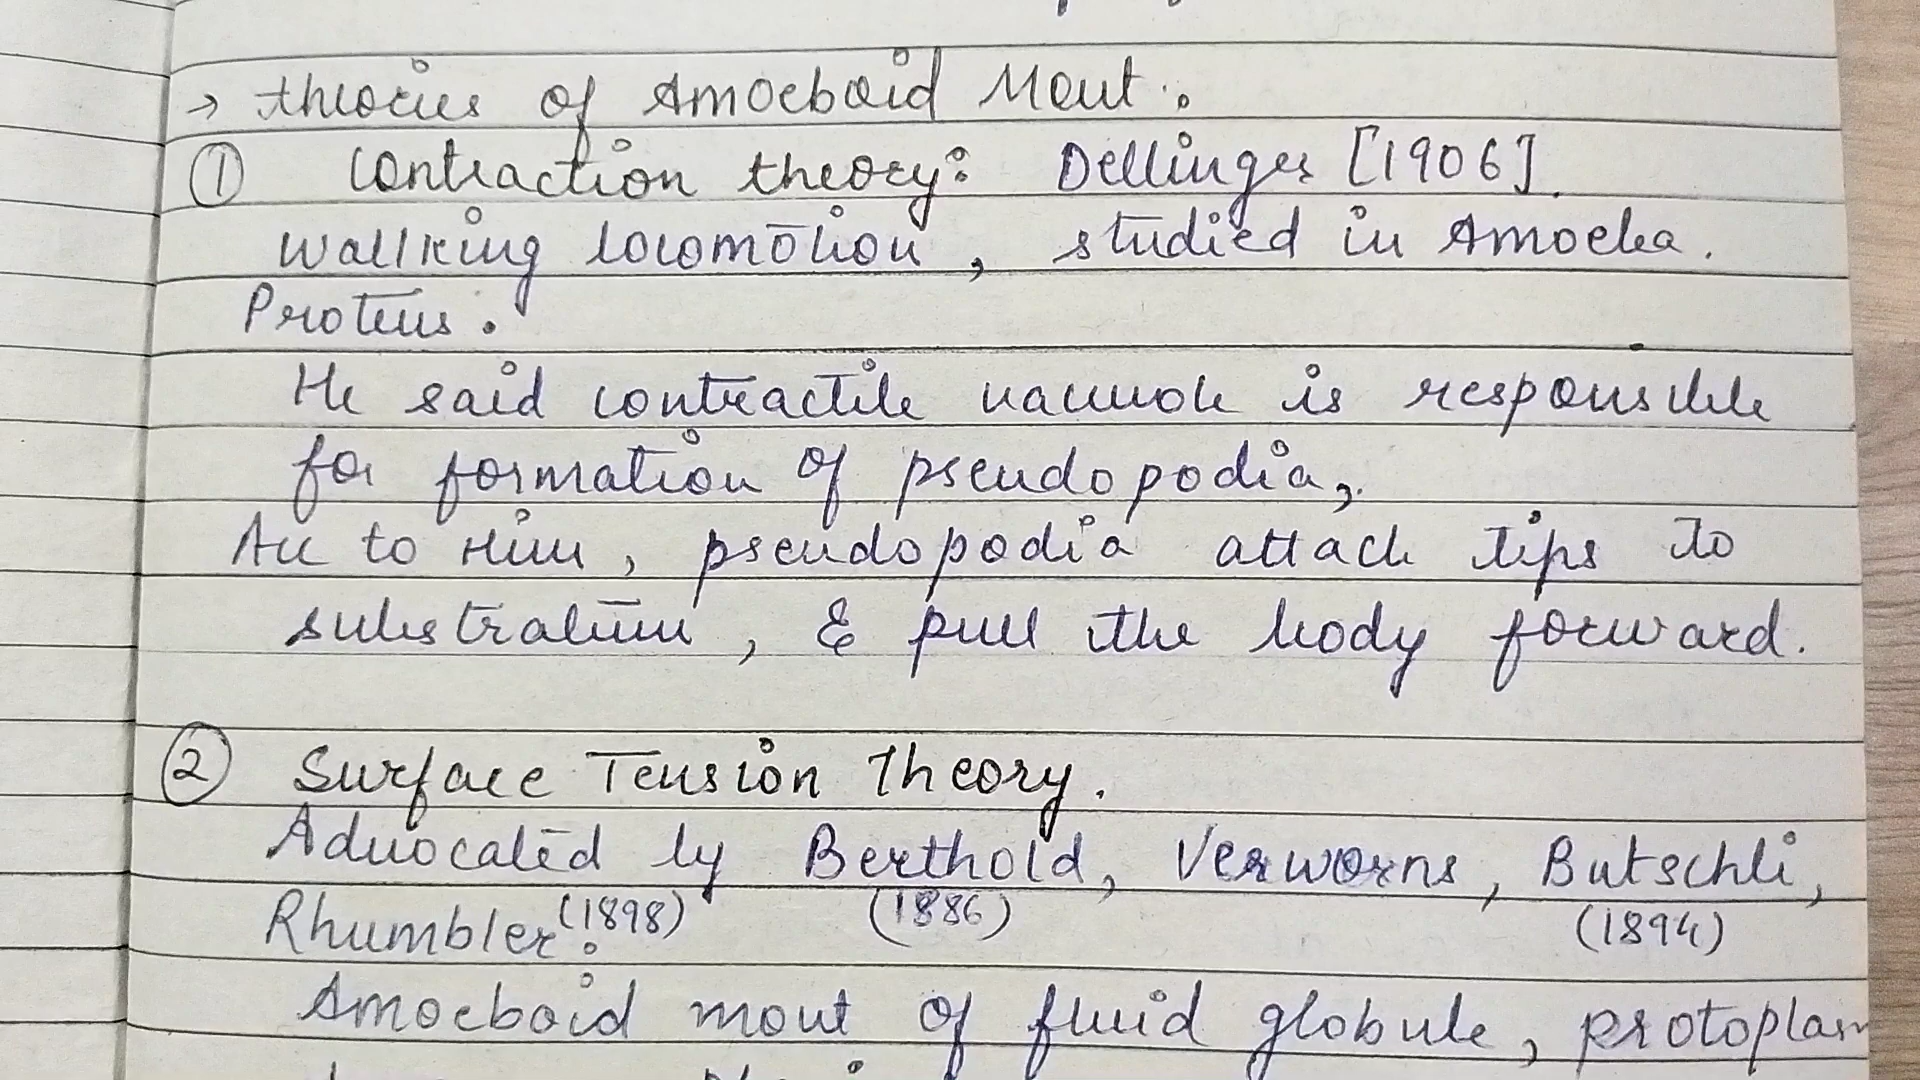 → theories of Amoeboid Movt.
① Contraction theory: Dellinger [1906].
Wallking locomotion, studied in Amoeba.
Proteus.
He said contractile vacuole is responsible
for formation of pseudopodia,.
Acc to Him, pseudopodia attach tips to
substratum, & pull the body forward.
② Surface Tension Theory.
Advocated by Berthold, Verworns, Butschli,
(1886) (1894)
Rhumbler (1898):
Amoeboid movt of fluid globule, protoplasm